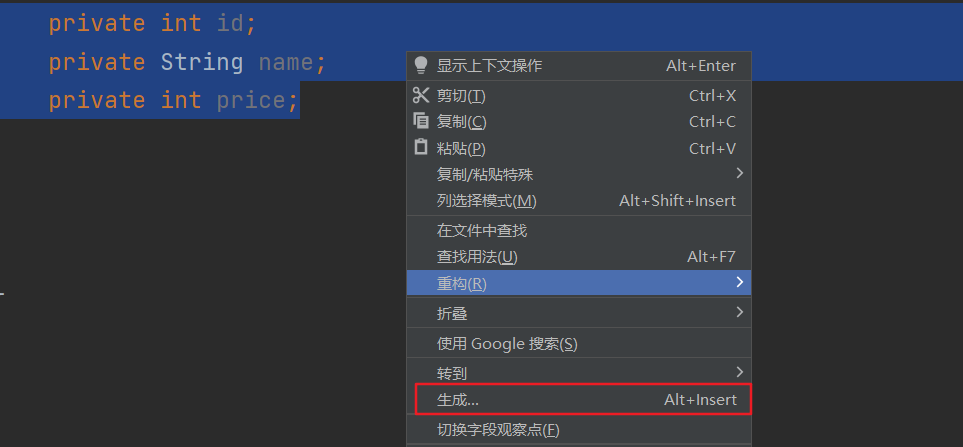 private int id;
private String name;
private int price;
显示上下文操作 Alt+Enter
剪切(T) Ctrl+X
复制(C) Ctrl+C
粘贴(P) Ctrl+V
复制/粘贴特殊
列选择模式(M) Alt+Shift+Insert
在文件中查找
查找用法(U) Alt+F7
重构(R)
折叠
使用 Google 搜索(S)
转到
生成... Alt+Insert
切换字段观察点(F)